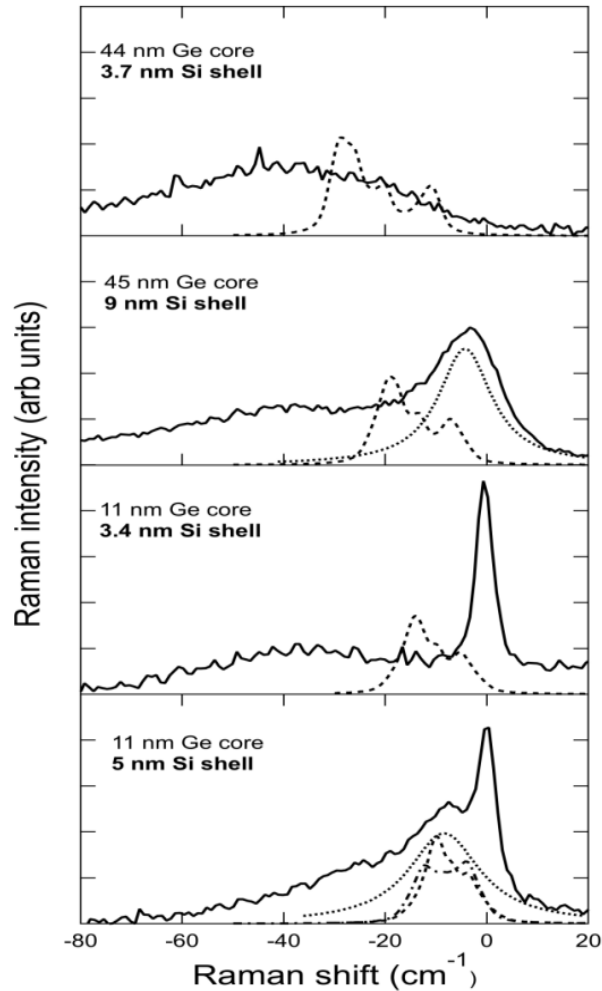 44 nm Ge core
3.7 nm Si shell
45 nm Ge core
9 nm Si shell
11 nm Ge core
3.4 nm Si shell
11 nm Ge core
5 nm Si shell
Raman intensity (arb units)
-80 -60 -40 -20 0 20
Raman shift (cm⁻¹)